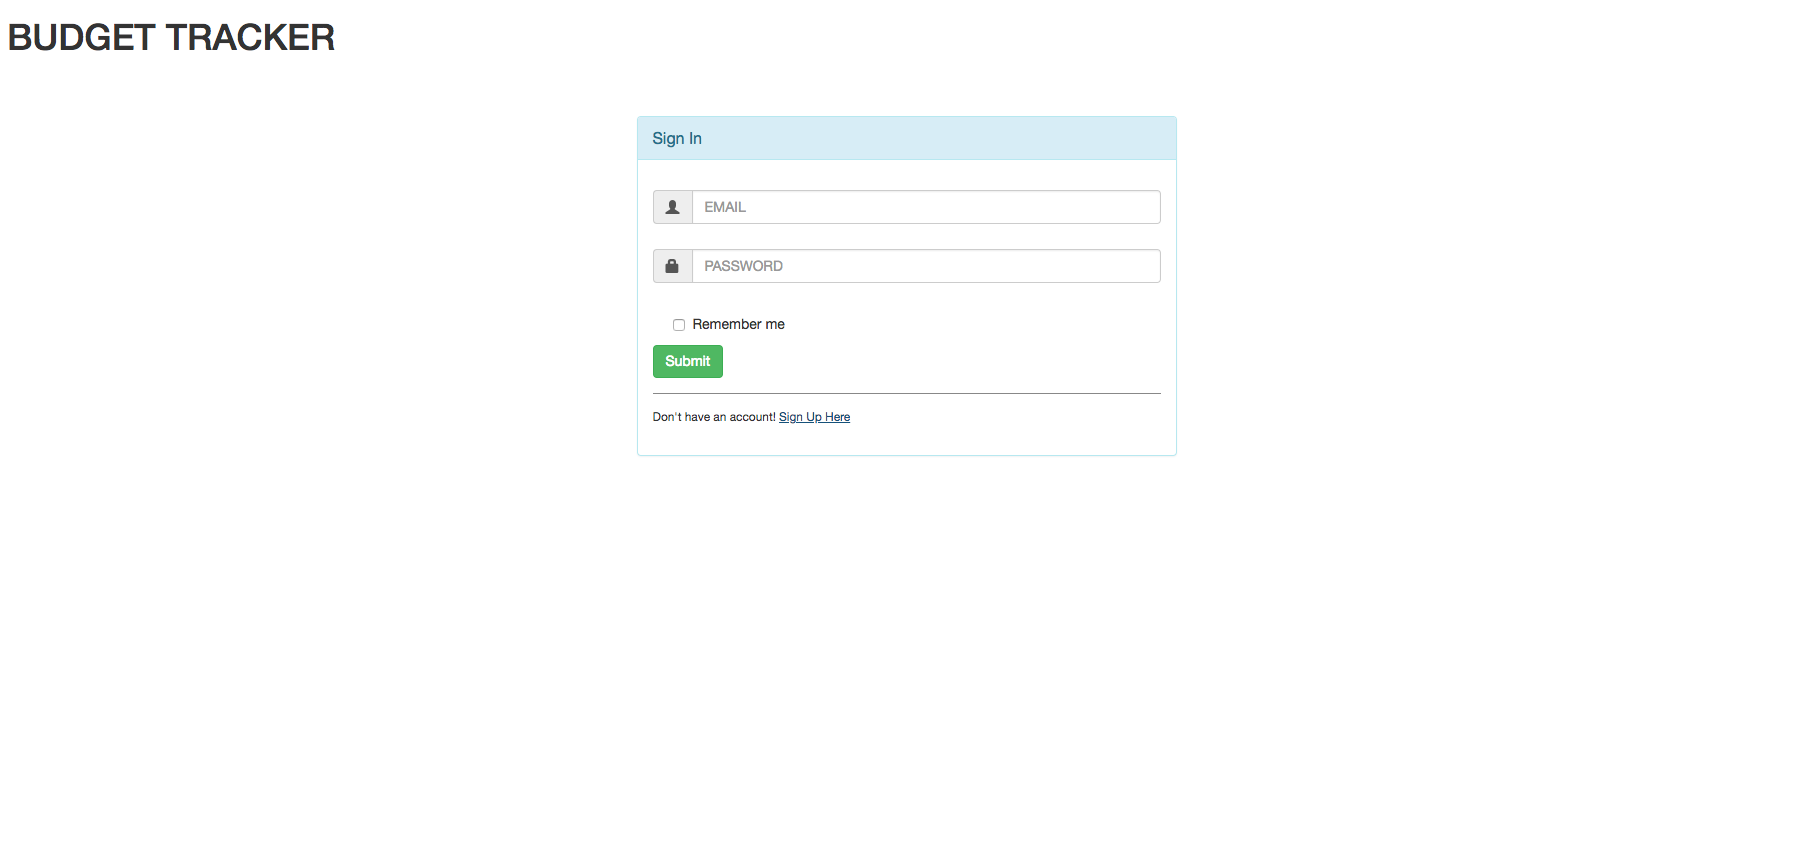 BUDGET TRACKER
Sign In
EMAIL
PASSWORD
Remember me
Submit
Don't have an account! Sign Up Here